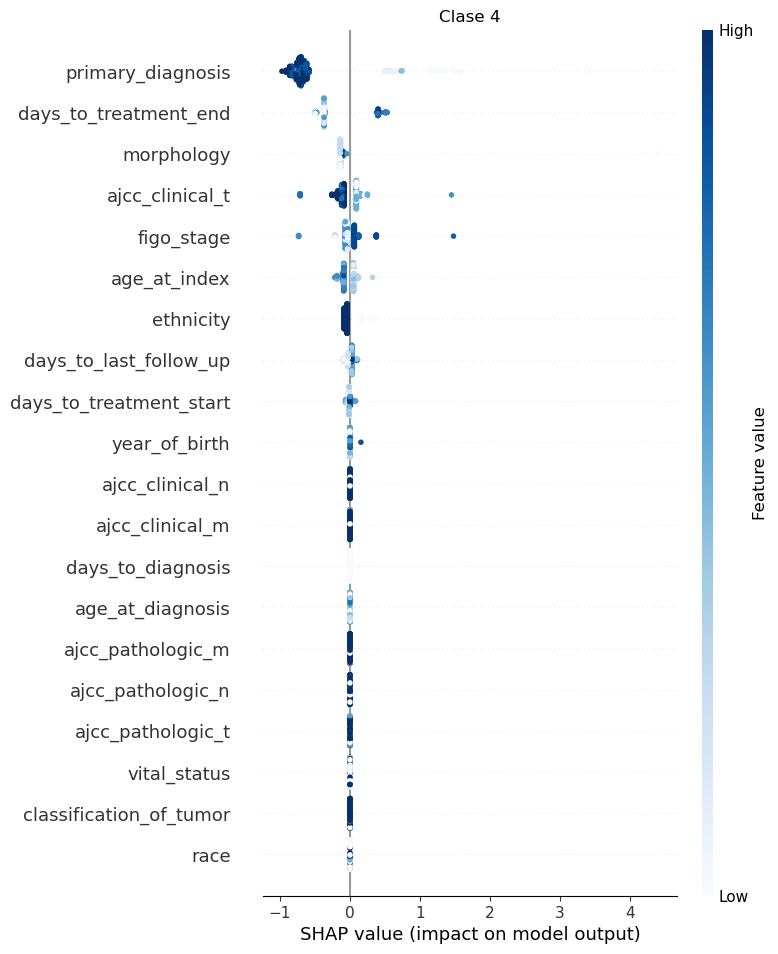 Clase 4
High
primary_diagnosis
days_to_treatment_end
morphology
ajcc_clinical_t
figo_stage
age_at_index
ethnicity
days_to_last_follow_up
days_to_treatment_start
year_of_birth
ajcc_clinical_n
ajcc_clinical_m
days_to_diagnosis
age_at_diagnosis
ajcc_pathologic_m
ajcc_pathologic_n
ajcc_pathologic_t
vital_status
classification_of_tumor
race
Feature value
Low
−1 0 1 2 3 4
SHAP value (impact on model output)